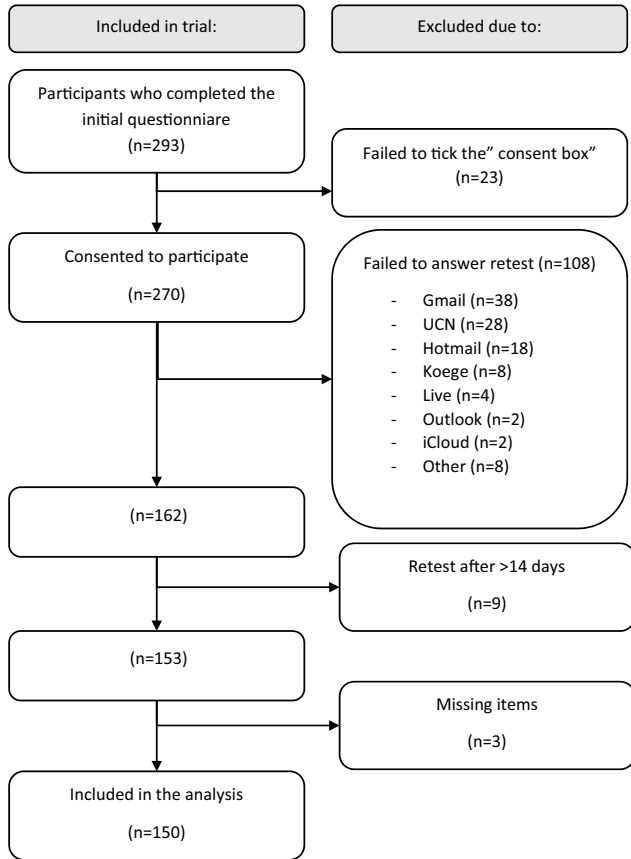 Included in trial:
Excluded due to:
Participants who completed the
initial questionniare
(n=293)
Failed to tick the” consent box”
(n=23)
Consented to participate
(n=270)
Failed to answer retest (n=108)
- Gmail (n=38)
- UCN (n=28)
- Hotmail (n=18)
- Koege (n=8)
- Live (n=4)
- Outlook (n=2)
- iCloud (n=2)
- Other (n=8)
(n=162)
Retest after >14 days
(n=9)
(n=153)
Missing items
(n=3)
Included in the analysis
(n=150)